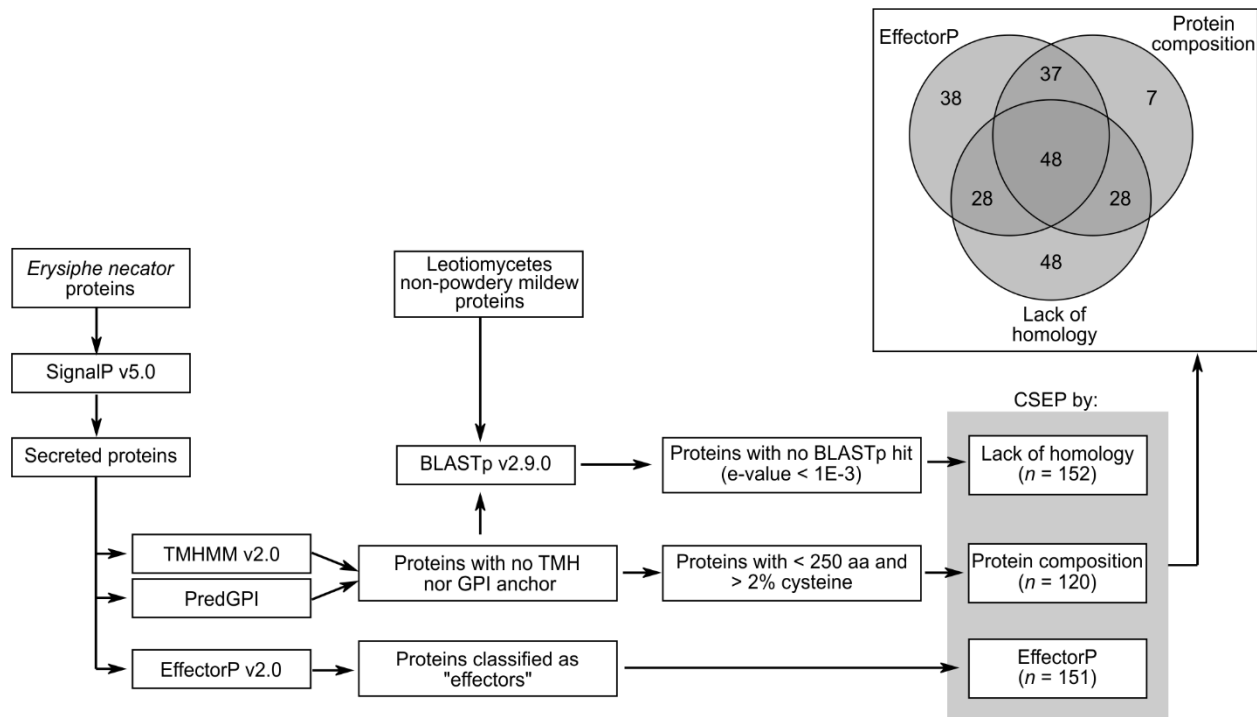 EffectorP
Protein
composition
37
38
7
48
28
28
48
Lack of
homology
Erysiphe necator
proteins
Leotiomycetes
non-powdery mildew
proteins
SignalP v5.0
Secreted proteins
BLASTp v2.9.0
Proteins with no BLASTp hit
(e-value < 1E-3)
CSEP by:
Lack of homology
(n = 152)
TMHMM v2.0
PredGPI
Proteins with no TMH
nor GPI anchor
Proteins with < 250 aa and
> 2% cysteine
Protein composition
(n = 120)
EffectorP v2.0
Proteins classified as
"effectors"
EffectorP
(n = 151)